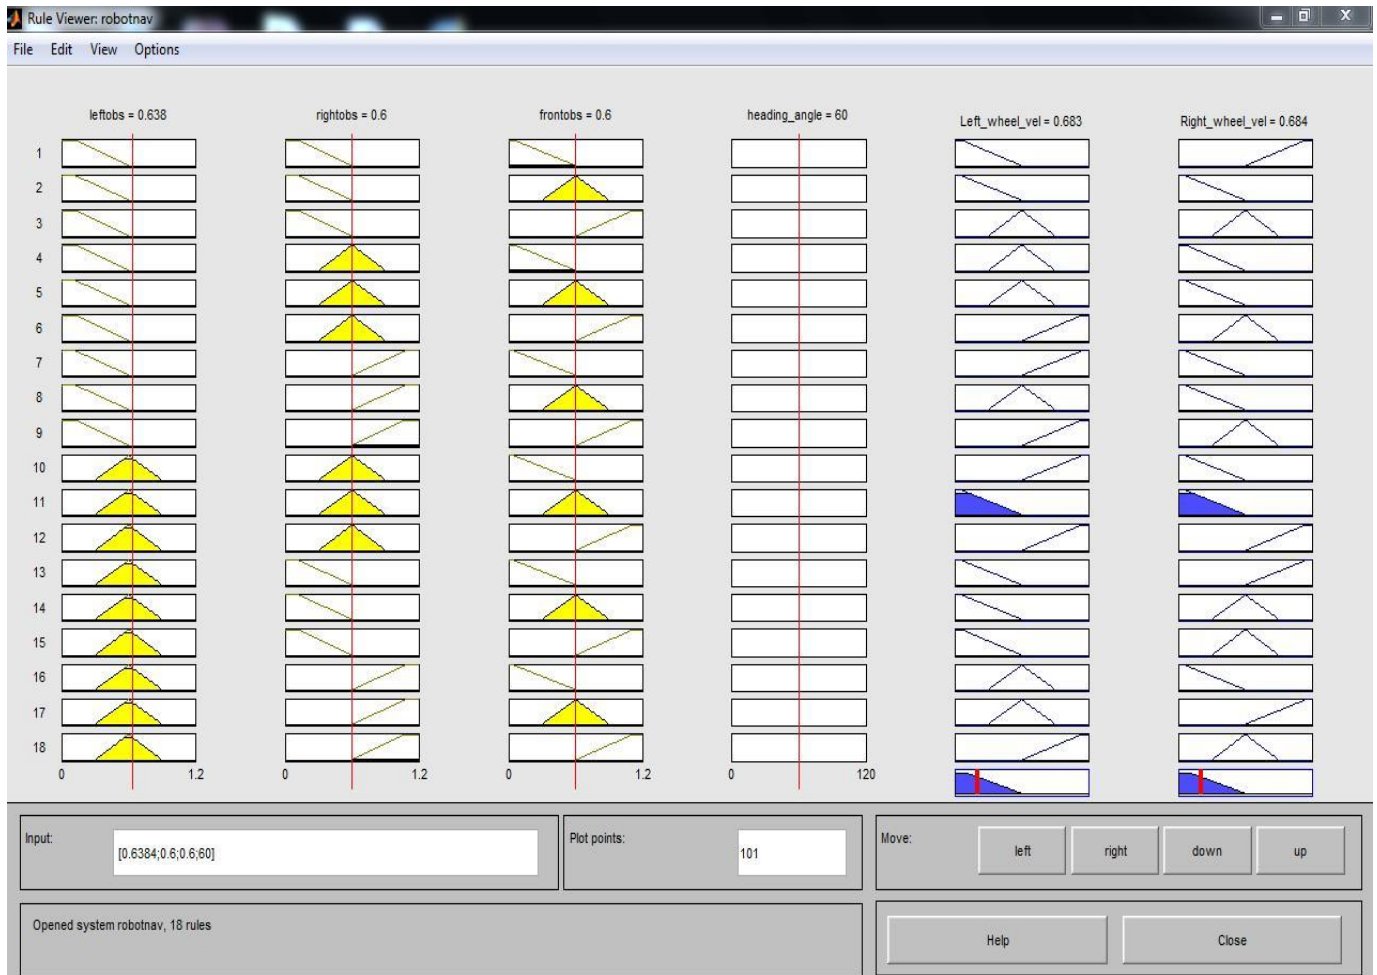 Rule Viewer: robotnav
File Edit View Options
leftobs = 0.638 rightobs = 0.6 frontobs = 0.6 heading_angle = 60 Left_wheel_vel = 0.683 Right_wheel_vel = 0.684
1
2
3
4
5
6
7
8
9
10
11
12
13
14
15
16
17
18
0 1.2 0 1.2 0 1.2 0 120
Input: [0.6384;0.6;0.6;60] Plot points: 101 Move: left right down up
Opened system robotnav, 18 rules
Help Close